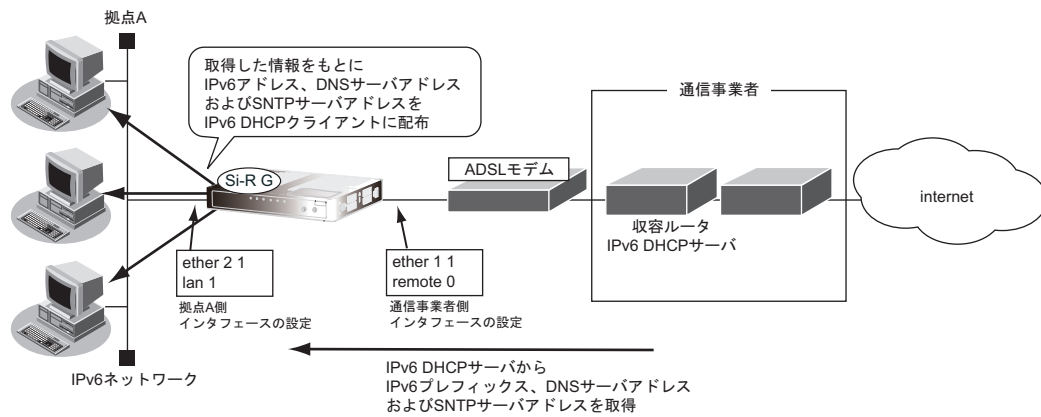 拠点A
取得した情報をもとに
IPv6アドレス、DNSサーバアドレス
およびSNTPサーバアドレスを
IPv6 DHCPクライアントに配布
Si-R G
ether 2 1
lan 1
拠点A側
インタフェースの設定
ether 1 1
remote 0
通信事業者側
インタフェースの設定
ADSLモデム
通信事業者
収容ルータ
IPv6 DHCPサーバ
internet
IPv6ネットワーク
IPv6 DHCPサーバから
IPv6プレフィックス、DNSサーバアドレス
およびSNTPサーバアドレスを取得